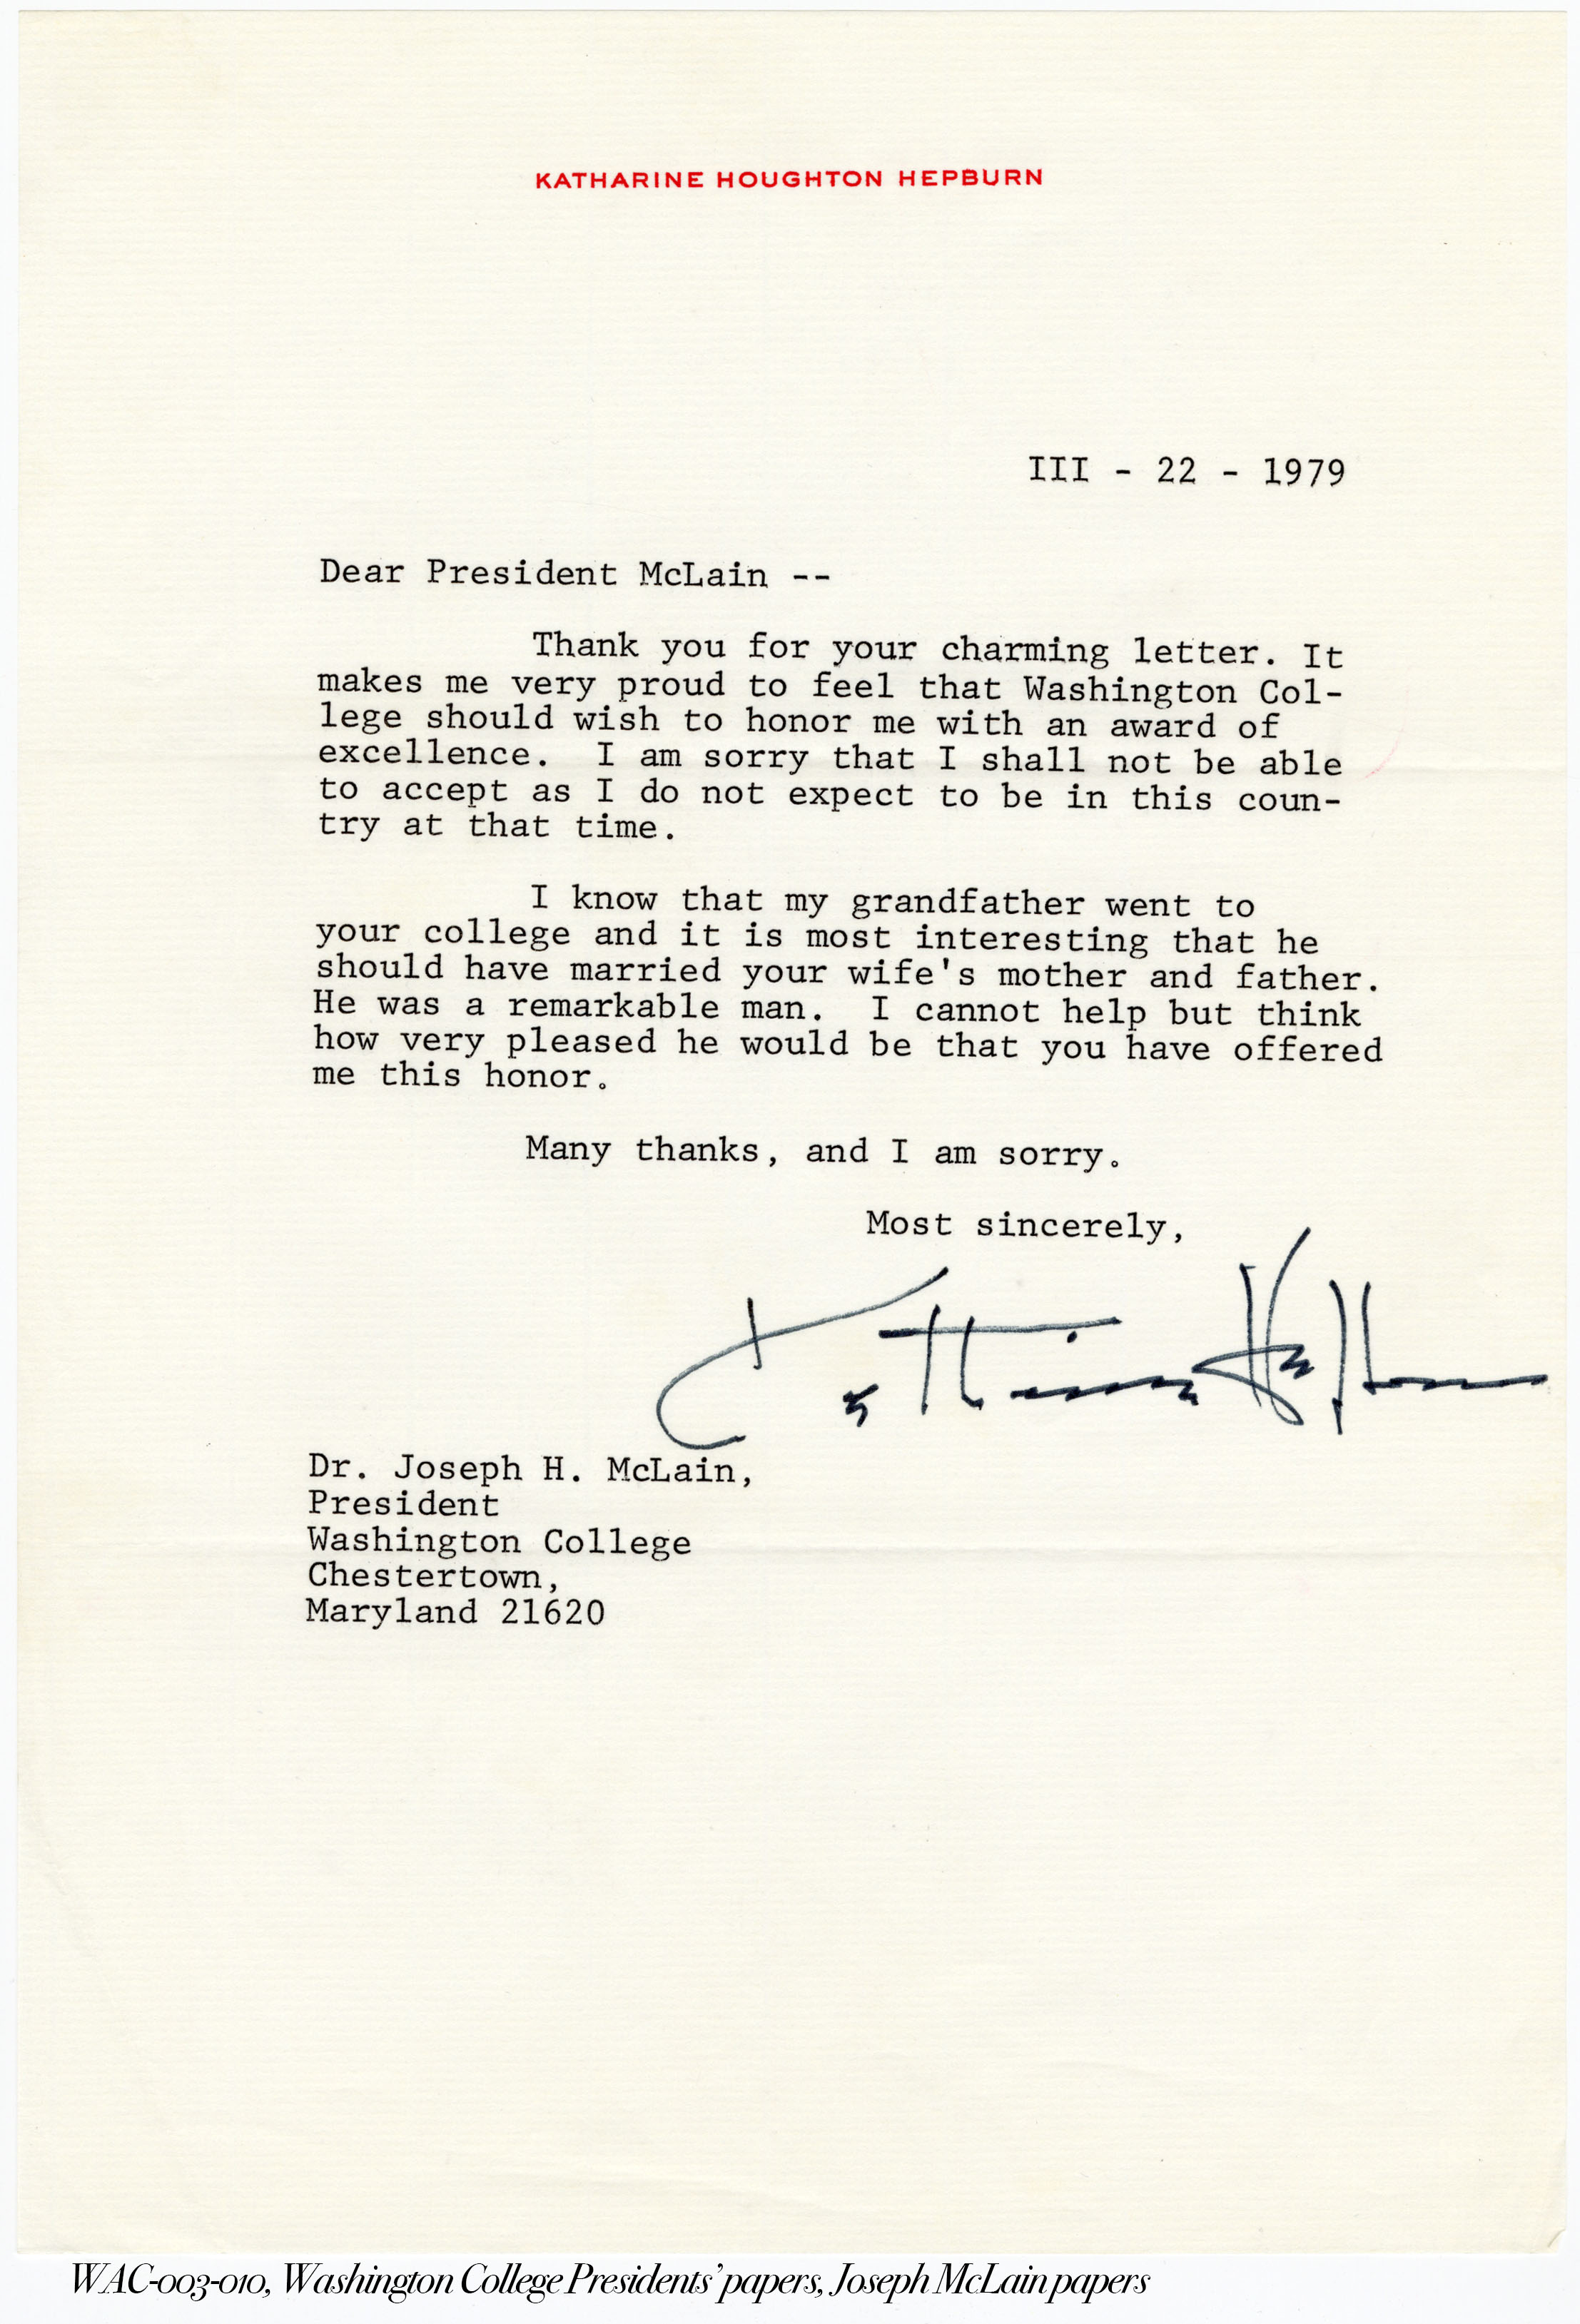 KATHARINE HOUGHTON HEPBURN
III - 22 - 1979
Dear President McLain --
Thank you for your charming letter. It
makes me very proud to feel that Washington Col-
lege should wish to honor me with an award of
excellence. I am sorry that I shall not be able
to accept as I do not expect to be in this coun-
try at that time.
I know that my grandfather went to
your college and it is most interesting that he
should have married your wife's mother and father.
He was a remarkable man. I cannot help but think
how very pleased he would be that you have offered
me this honor.
Many thanks, and I am sorry.
Most sincerely,
Katharine Hepburn
Dr. Joseph H. McLain,
President
Washington College
Chestertown,
Maryland 21620
WAC-003-010, Washington College Presidents' papers, Joseph McLain papers